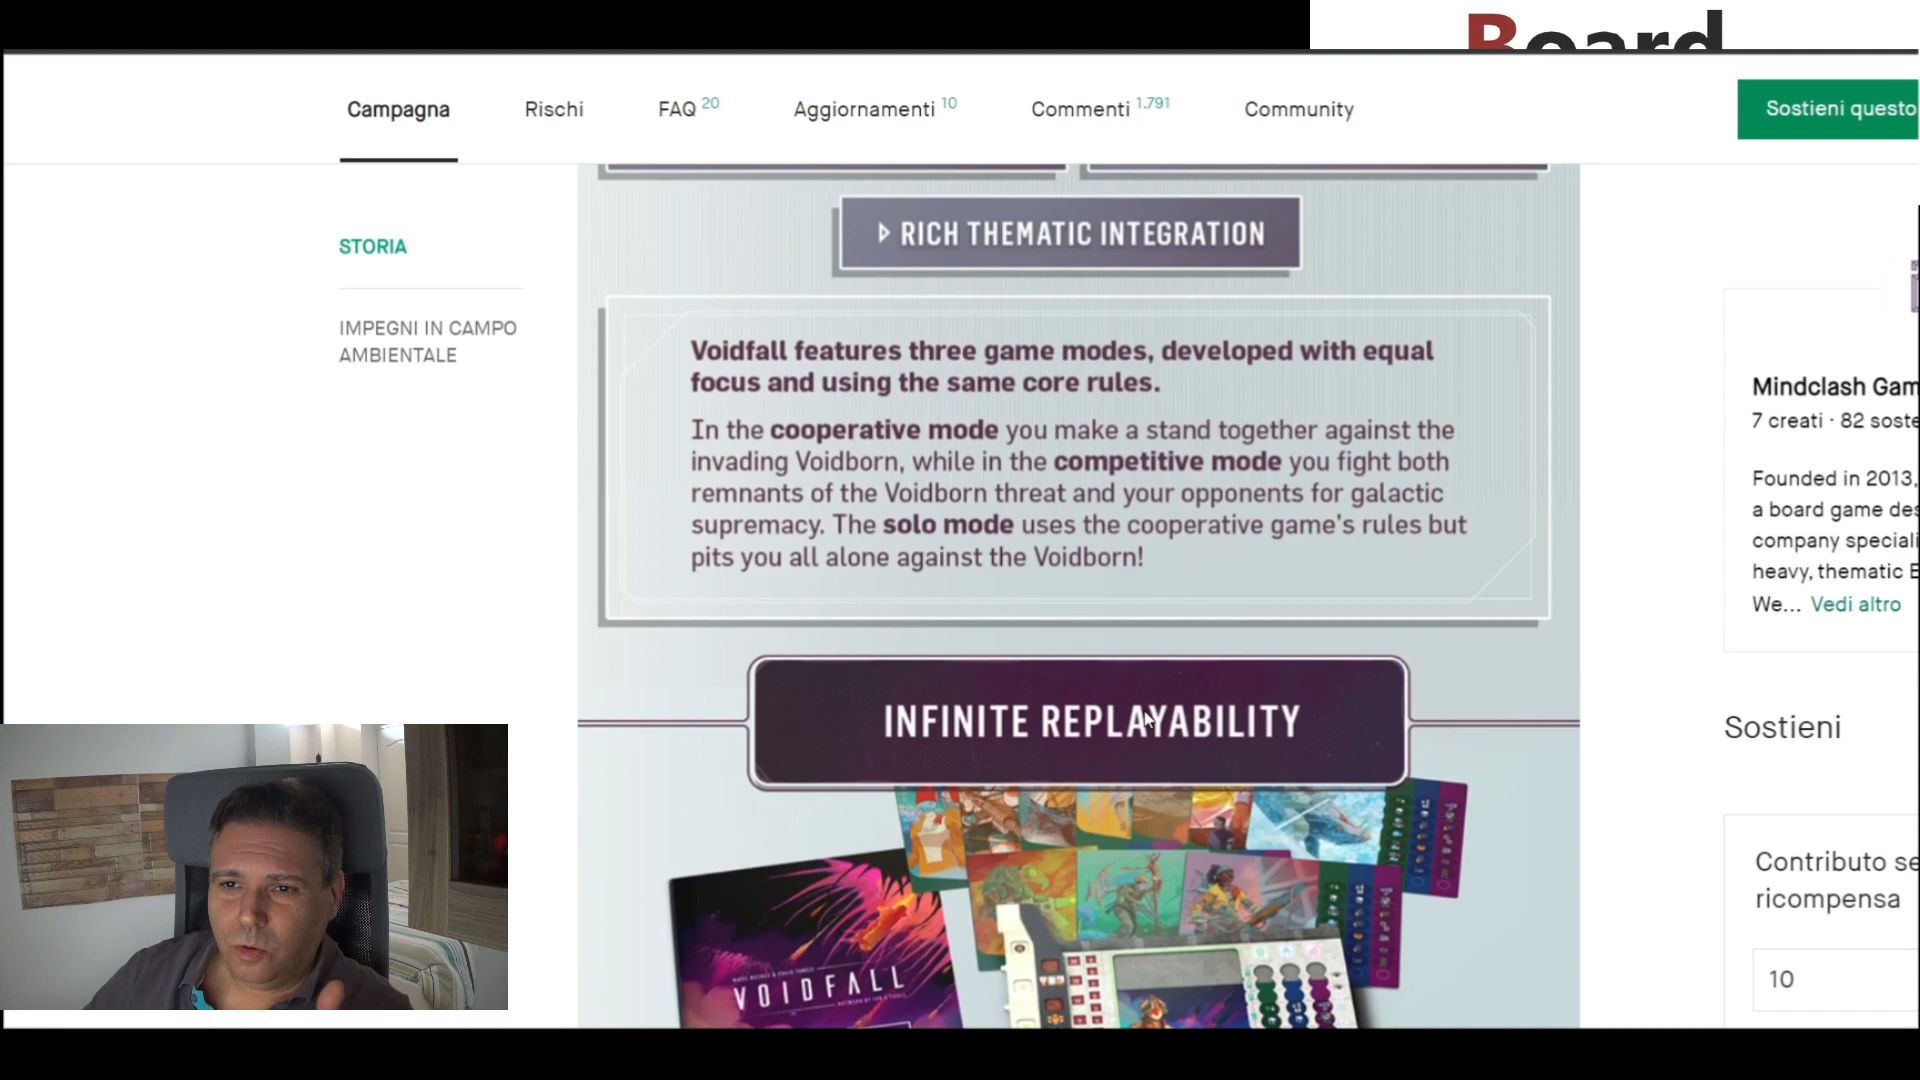 Board
Campagna
Rischi
FAQ 20
Aggiornamenti 10
Commenti 1.791
Community
Sostieni questo
STORIA
IMPEGNI IN CAMPO
AMBIENTALE
RICH THEMATIC INTEGRATION
Voidfall features three game modes, developed with equal
focus and using the same core rules.
In the cooperative mode you make a stand together against the
invading Voidborn, while in the competitive mode you fight both
remnants of the Voidborn threat and your opponents for galactic
supremacy. The solo mode uses the cooperative game's rules but
pits you all alone against the Voidborn!
INFINITE REPLAYABILITY
VOIDFALL
Mindclash Gam
7 creati · 82 soste
Founded in 2013,
a board game des
company speciali
heavy, thematic E
We... Vedi altro
Sostieni
Contributo se
ricompensa
10